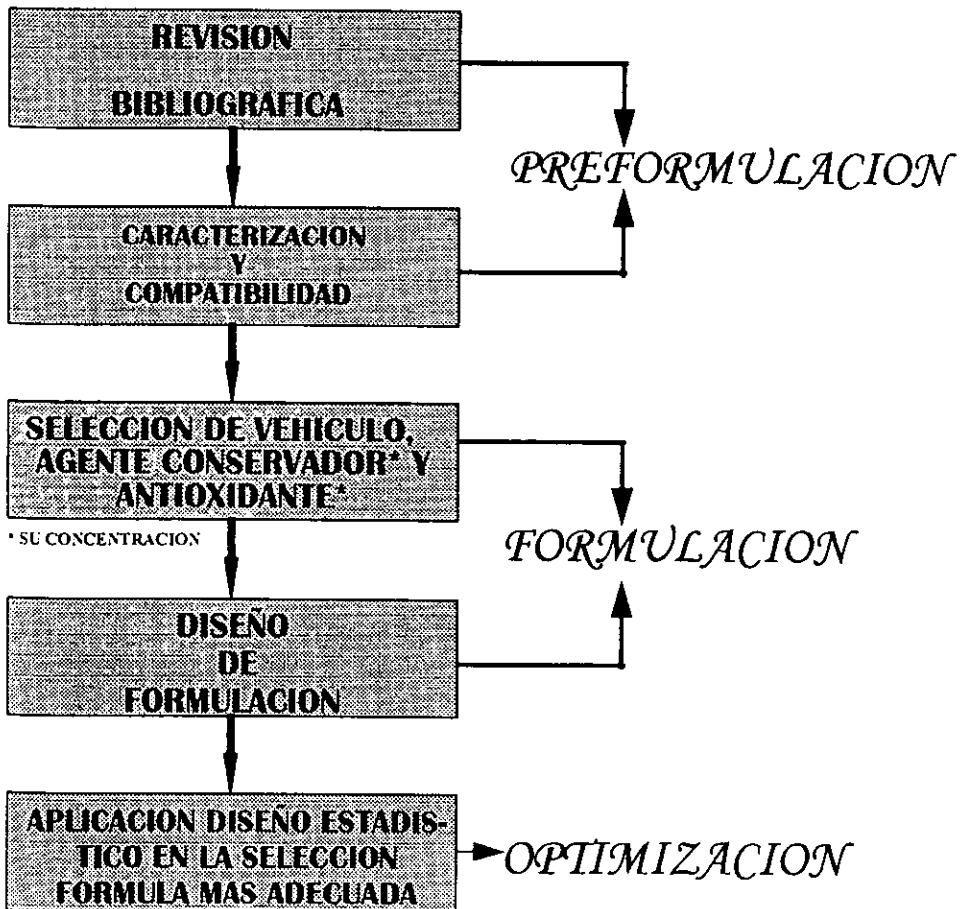 REVISION
BIBLIOGRAFICA
PREFORMULACION
CARACTERIZACION
Y
COMPATIBILIDAD
SELECCION DE VEHICULO,
AGENTE CONSERVADOR* Y
ANTIOXIDANTE*
* SU CONCENTRACION
FORMULACION
DISEÑO
DE
FORMULACION
APLICACION DISEÑO ESTADIS-
TICO EN LA SELECCION
FORMULA MAS ADECUADA
OPTIMIZACION